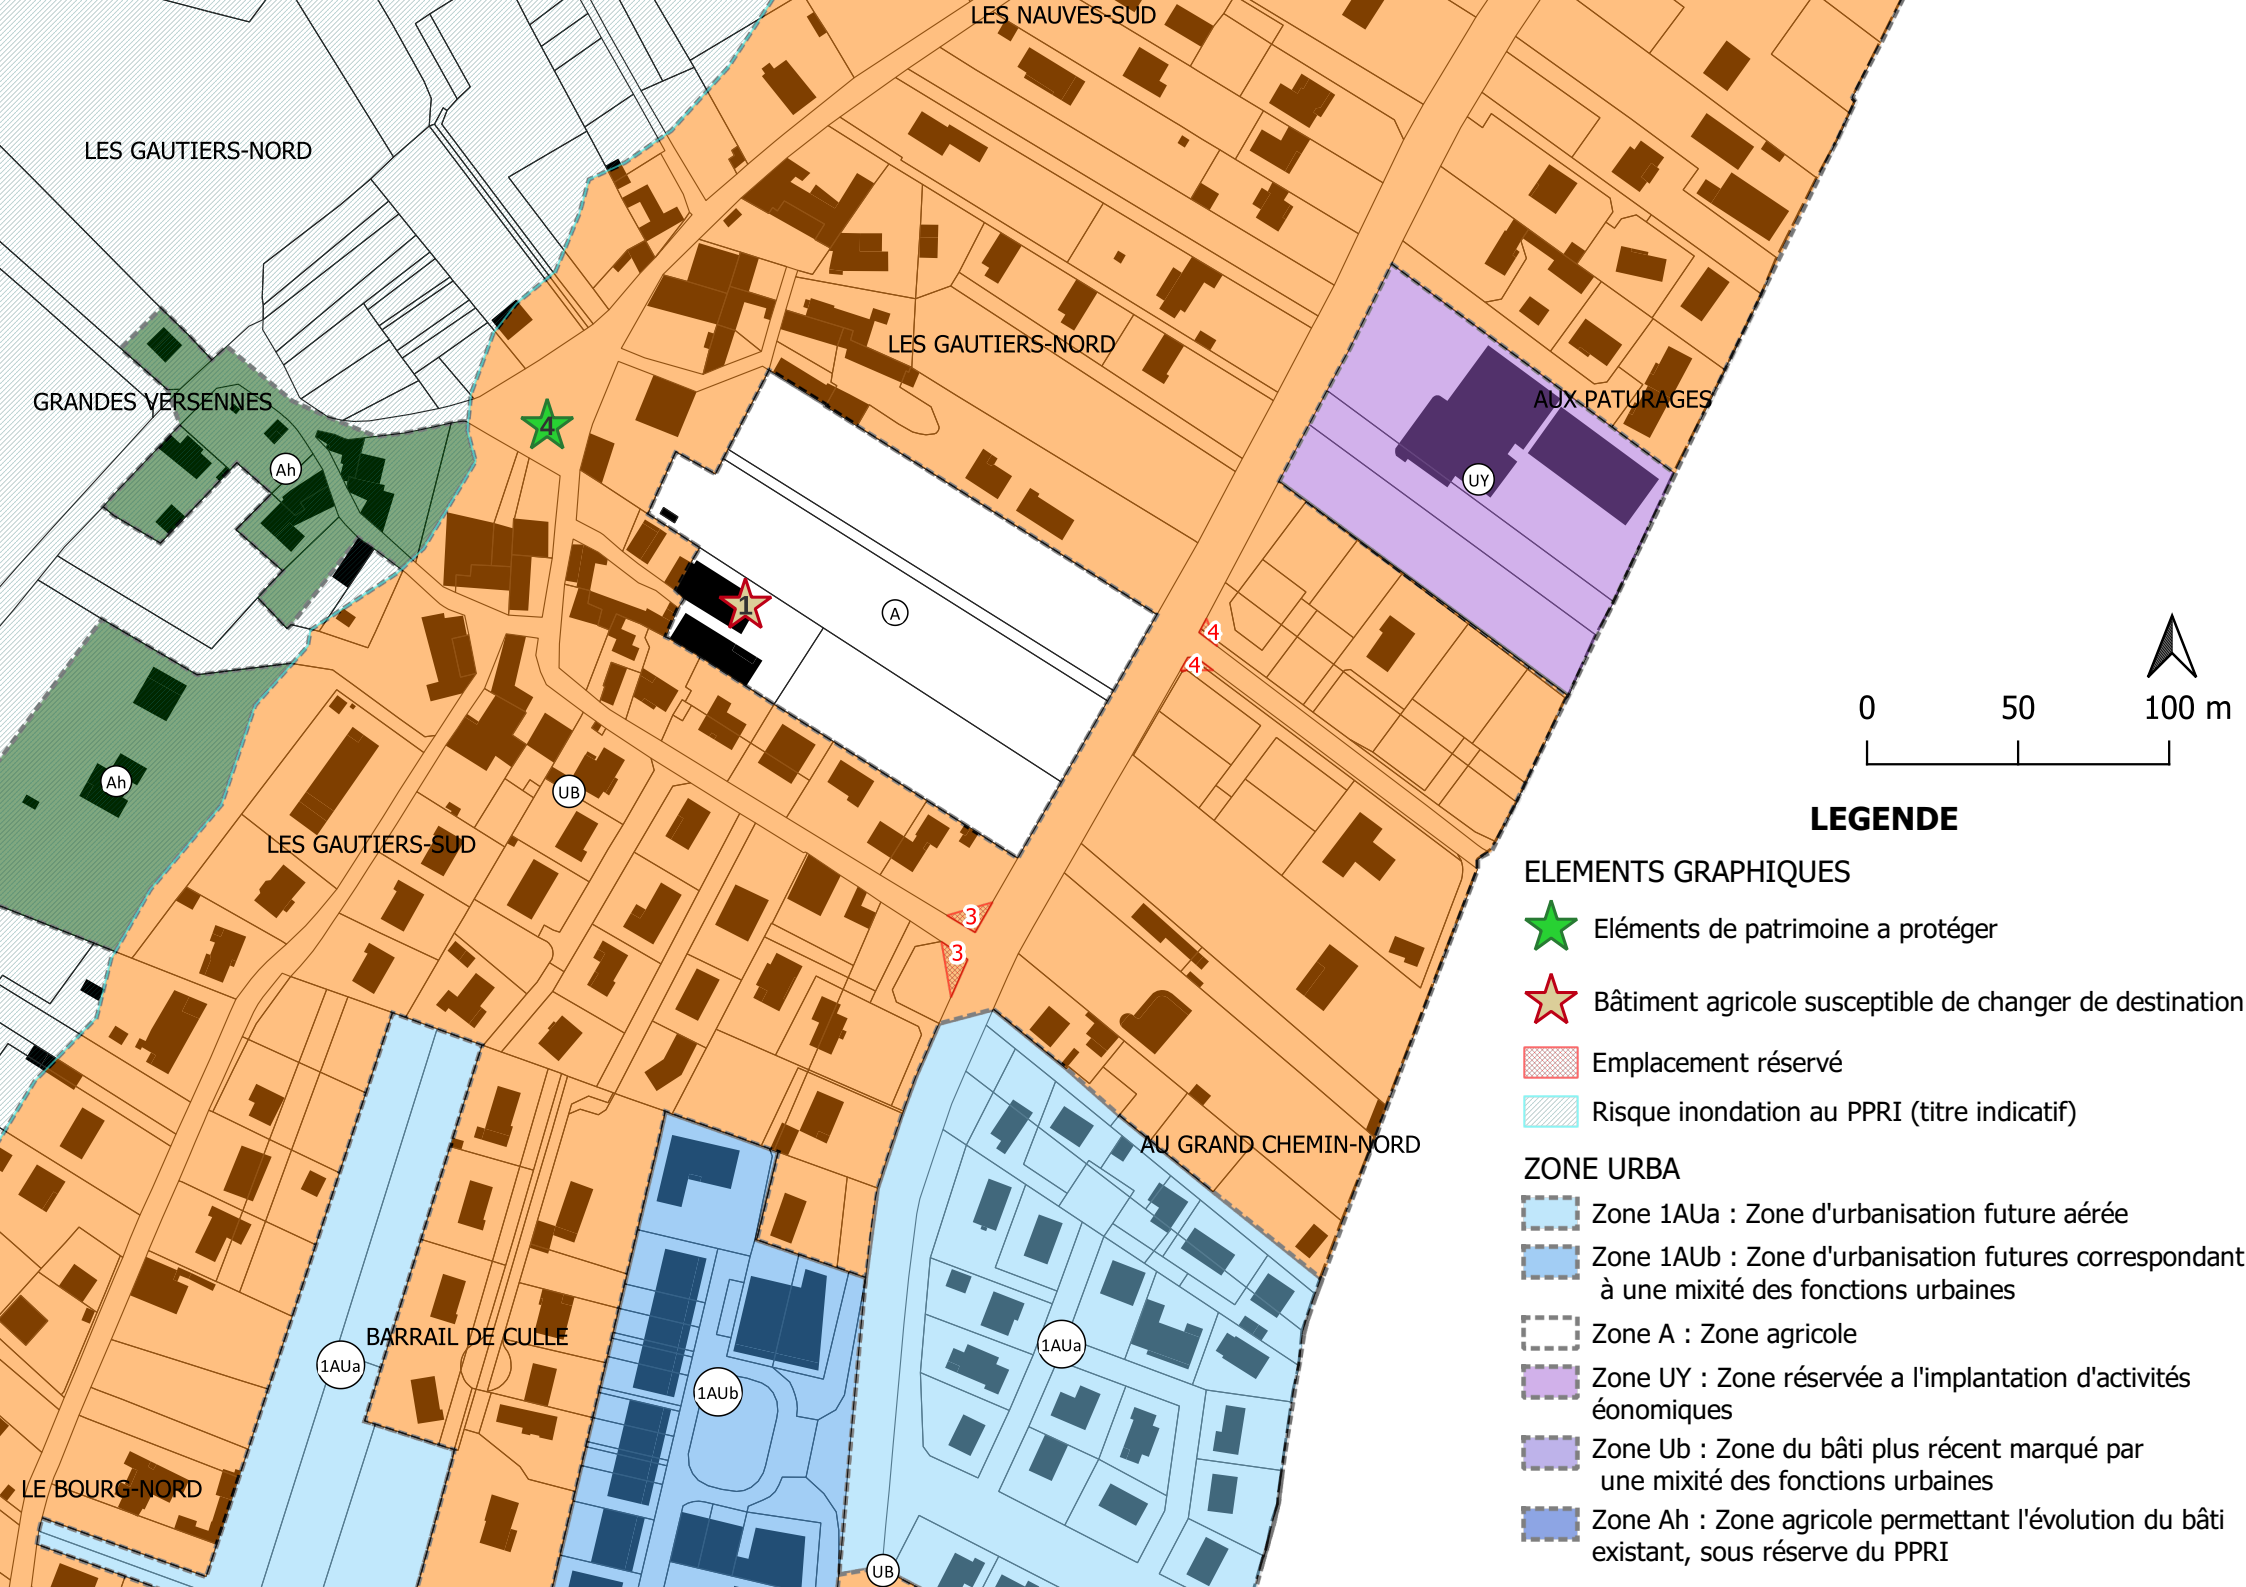 LES NAUVES-SUD
LES GAUTIERS-NORD
LES GAUTIERS-NORD
GRANDES VERSENNES
AUX PATURAGES
4
Ah
UY
1
A
4
4
0 50 100 m
Ah
UB
LES GAUTIERS-SUD
3
3
AU GRAND CHEMIN-NORD
BARRAIL DE CULLE
1AUa
1AUa
1AUb
LE BOURG-NORD
UB
LEGENDE
ELEMENTS GRAPHIQUES
Eléments de patrimoine a protéger
Bâtiment agricole susceptible de changer de destination
Emplacement réservé
Risque inondation au PPRI (titre indicatif)
ZONE URBA
Zone 1AUa : Zone d'urbanisation future aérée
Zone 1AUb : Zone d'urbanisation futures correspondant
à une mixité des fonctions urbaines
Zone A : Zone agricole
Zone UY : Zone réservée a l'implantation d'activités
éonomiques
Zone Ub : Zone du bâti plus récent marqué par
une mixité des fonctions urbaines
Zone Ah : Zone agricole permettant l'évolution du bâti
existant, sous réserve du PPRI